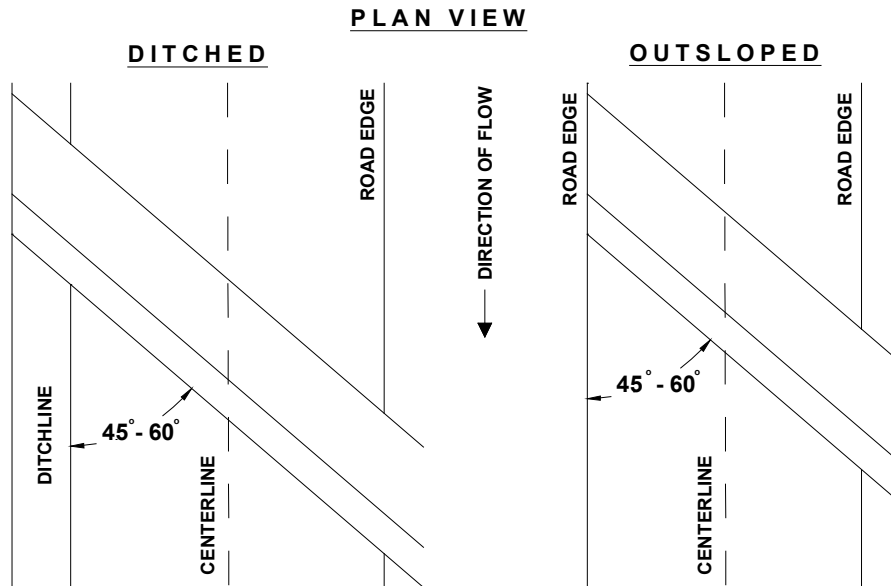 PLAN VIEW
DITCHED
OUTSLOPED
ROAD EDGE
DIRECTION OF FLOW
ROAD EDGE
ROAD EDGE
45° - 60°
45° - 60°
DITCHLINE
CENTERLINE
CENTERLINE